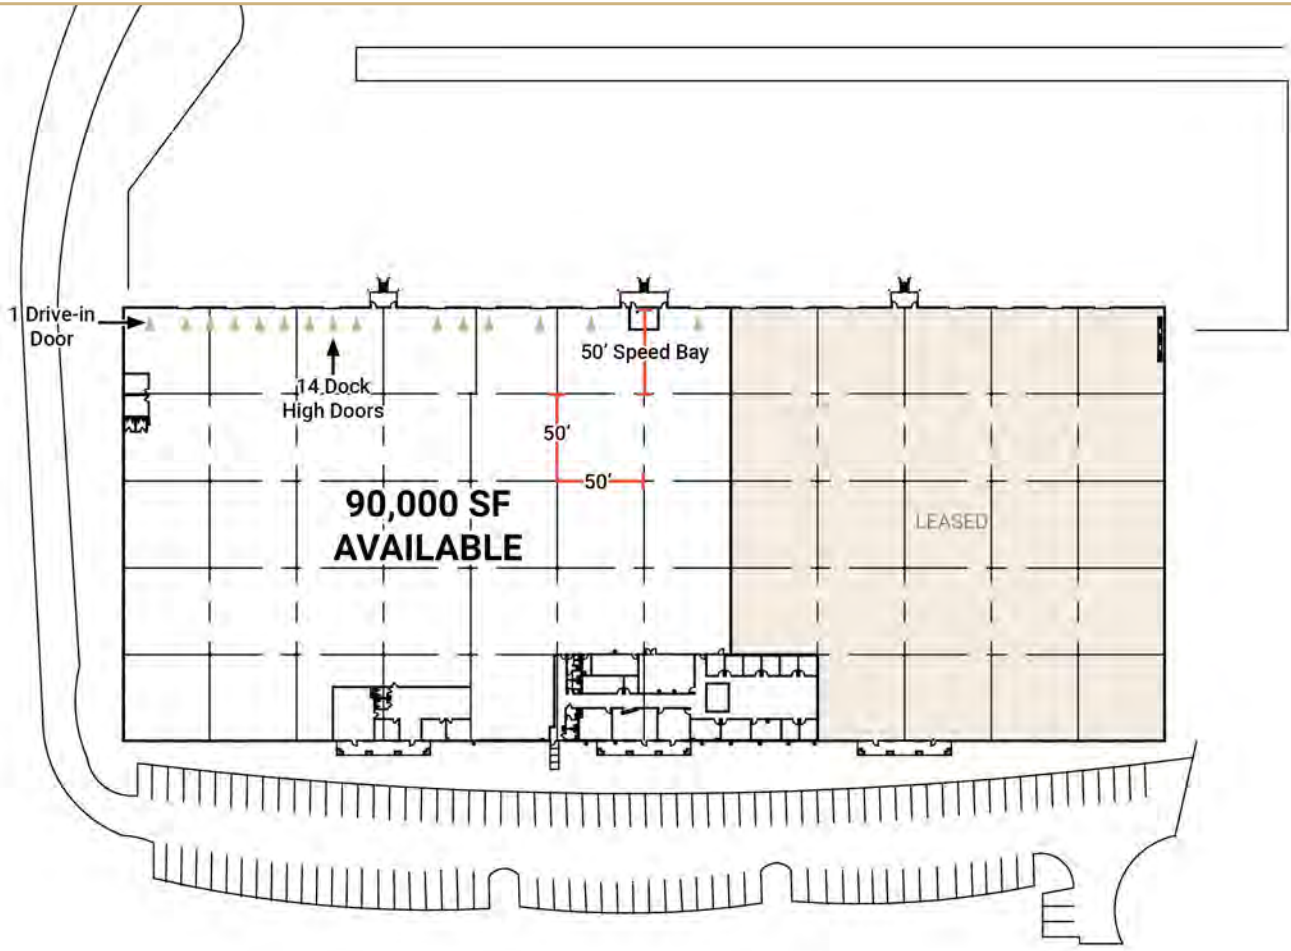 1 Drive-in
Door
14 Dock
High Doors
50’ Speed Bay
50’
50’
90,000 SF
AVAILABLE
LEASED